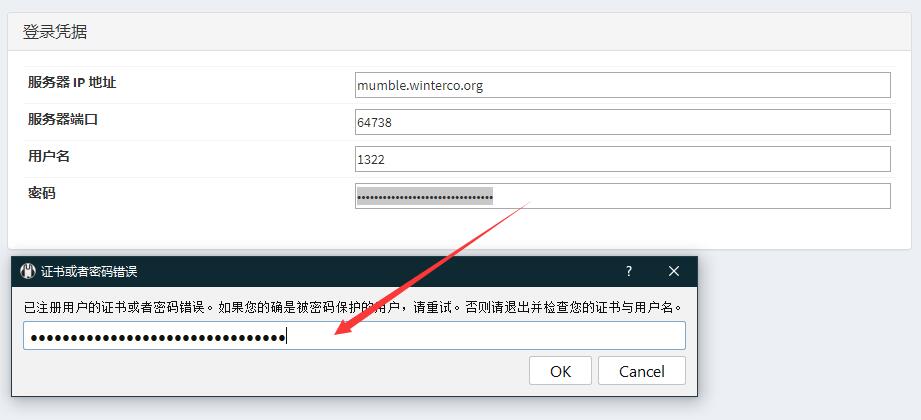 登录凭据
服务器 IP 地址
mumble.winterco.org
服务器端口
64738
用户名
1322
密码
证书或者密码错误
?
已注册用户的证书或者密码错误。如果您的确是被密码保护的用户，请重试。否则请退出并检查您的证书与用户名。
OK Cancel